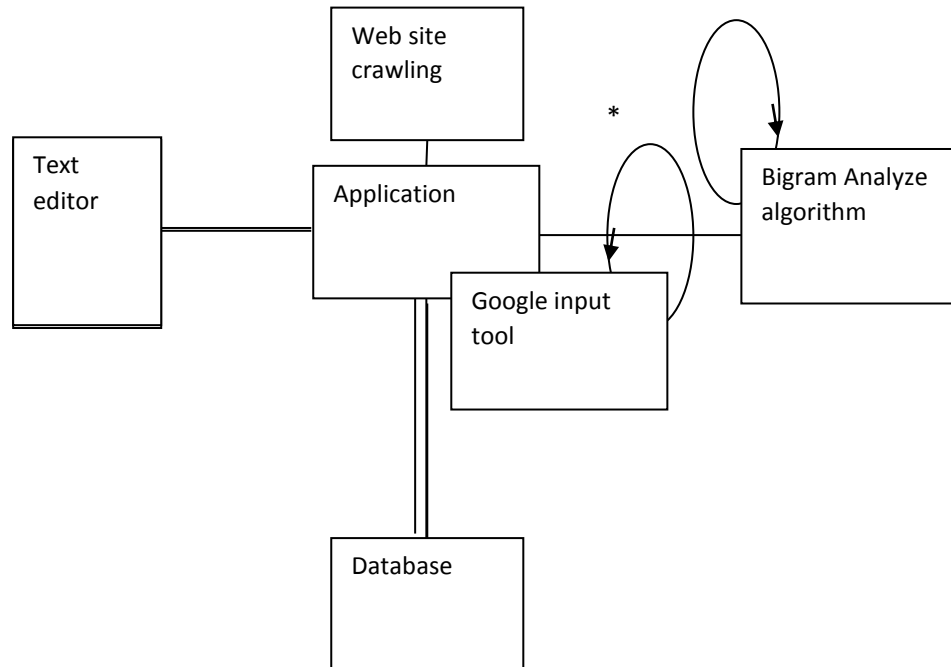 Web site
crawling
*
Text
editor
Application
Bigram Analyze
algorithm
Google input
tool
Database